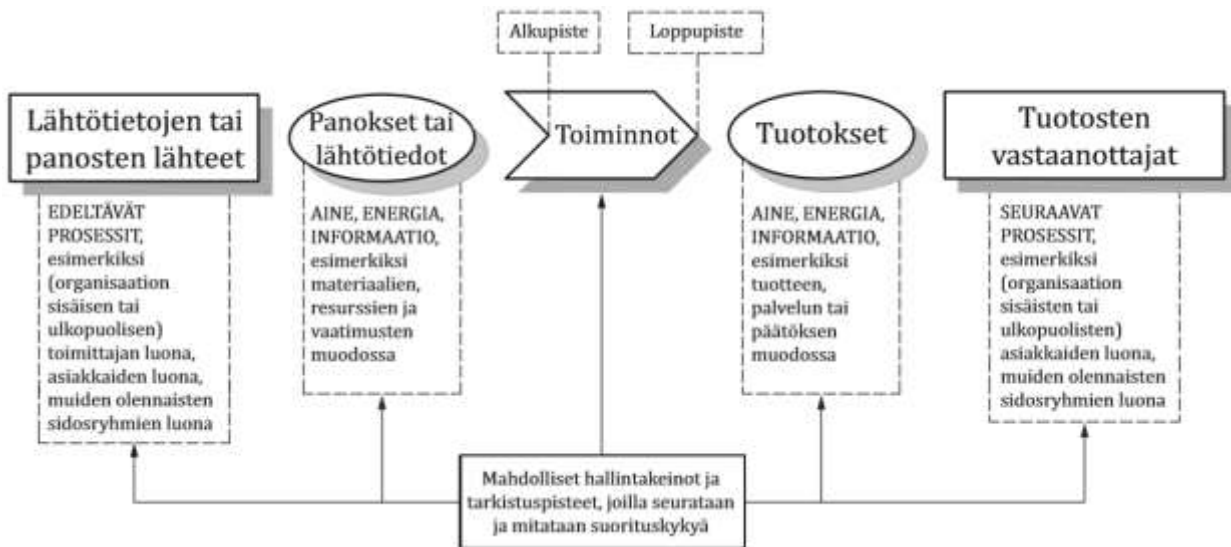 Alkupiste
Loppupiste
Lähtötietojen tai
panosten lähteet
Panokset tai
lähtötiedot
Toiminnot
Tuotokset
Tuotosten
vastaanottajat
EDELTÄVÄT
PROSESSIT,
esimerkiksi
(organisaation
sisäisen tai
ulkopuolisen)
toimittajan luona,
asiakkaiden luona,
muiden olennaisten
sidosryhmien luona
AINE, ENERGIA,
INFORMAATIO,
esimerkiksi
materiaalien,
resurssien ja
vaatimusten
muodossa
AINE, ENERGIA,
INFORMAATIO,
esimerkiksi
tuotteen,
palvelun tai
päätöksen
muodossa
SEURAAVAT
PROSESSIT,
esimerkiksi
(organisaation
sisäisten tai
ulkopuolisten)
asiakkaiden luona,
muiden olennaisten
sidosryhmien luona
Mahdolliset hallintakeinot ja
tarkistuspisteet, joilla seurataan
ja mitataan suorituskykyä